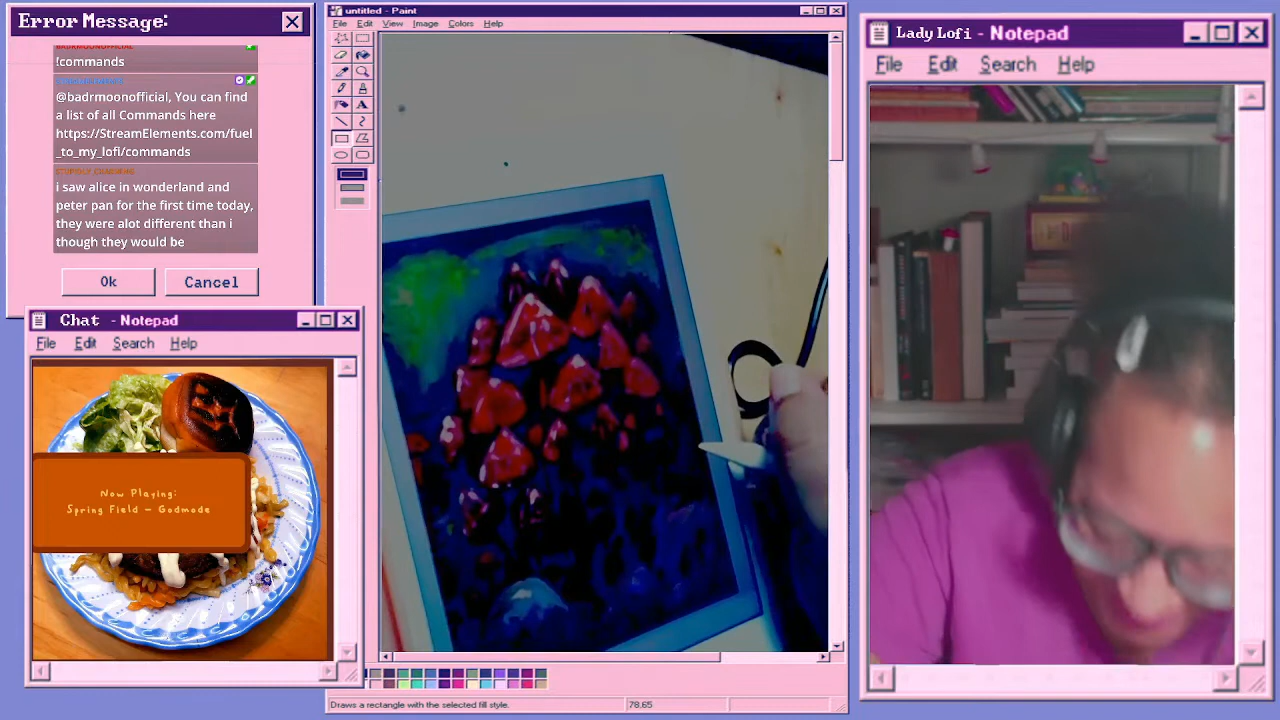 Error Message:
BADRMOONOFFICIAL
!commands
@badrmoonofficial, You can find
a list of all Commands here
https://StreamElements.com/fuel
_to_my_lofi/commands
i saw alice in wonderland and
peter pan for the first time today,
they were alot different than i
though they would be
Ok
Cancel
Chat - Notepad
File Edit Search Help
Now Playing:
Spring Field — Godmode
untitled - Paint
File Edit View Image Colors Help
A
Draws a rectangle with the selected fill style.
78,65
Lady Lofi - Notepad
File Edit Search Help